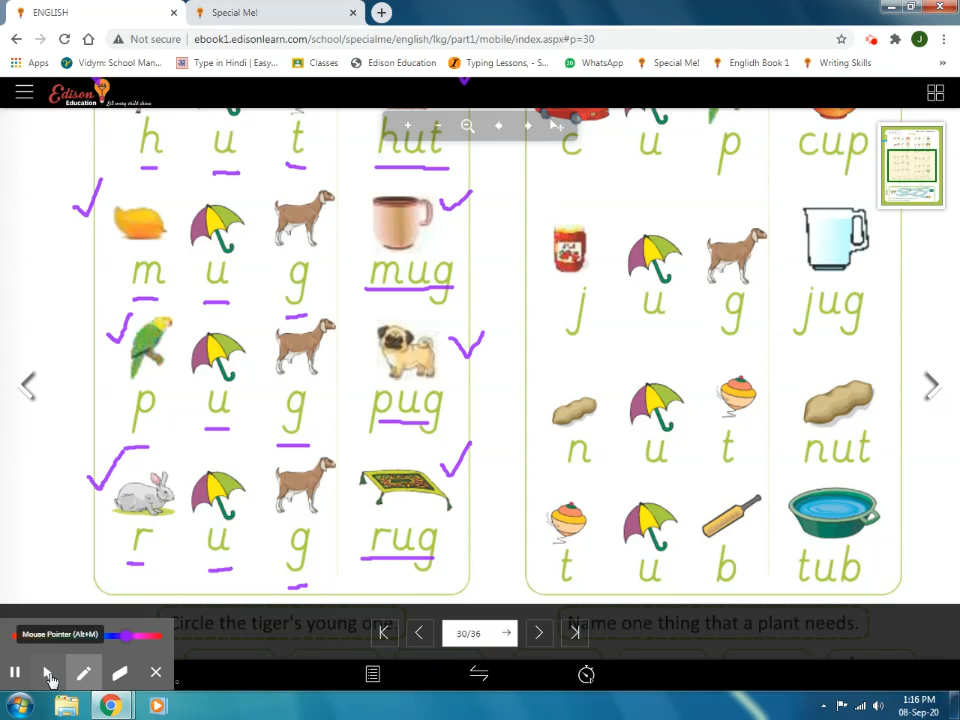 ENGLISH
Special Me!
Not secure
ebook1.edisonlearn.com/school/specialme/english/lkg/part1/mobile/index.aspx#p=30
J
Apps
Vidym: School Man...
Type in Hindi | Easy...
Classes
Edison Education
Typing Lessons, - S...
WhatsApp
Special Me!
Englidh Book 1
Writing Skills
»
Edison
Education
h u t hut
m u g mug
p u g pug
r u g rug
c u p cup
j u g jug
n u t nut
t u b tub
Circle the tiger's young one.
Name one thing that a plant needs.
Mouse Pointer (Alt+M)
30/36
1:16 PM
08-Sep-20